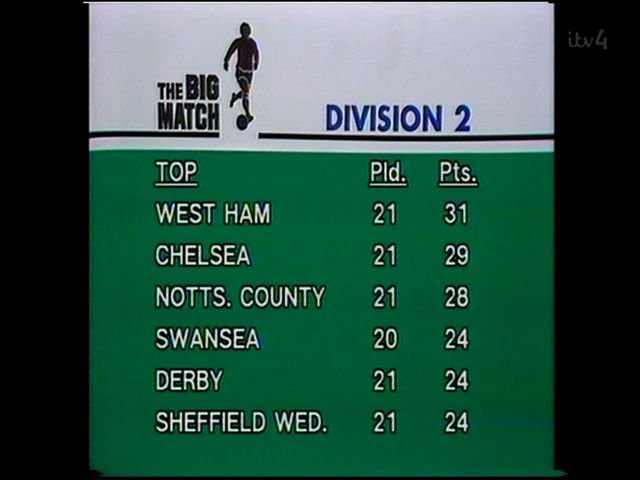 itv4
THE BIG
MATCH
DIVISION 2
TOP Pld. Pts.
WEST HAM 21 31
CHELSEA 21 29
NOTTS. COUNTY 21 28
SWANSEA 20 24
DERBY 21 24
SHEFFIELD WED. 21 24